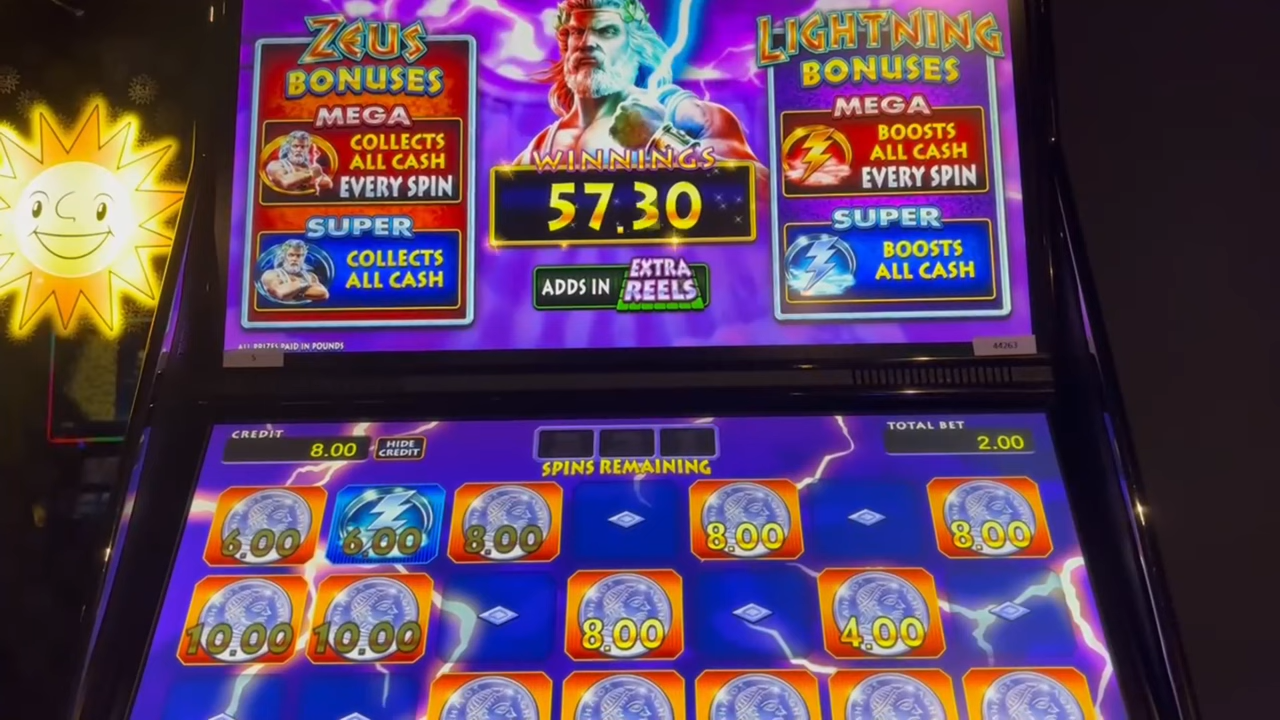 ZEUS
BONUSES
MEGA
COLLECTS
ALL CASH
EVERY SPIN
SUPER
COLLECTS
ALL CASH
WINNINGS
57.30
ADDS IN EXTRA
REELS
LIGHTNING
BONUSES
MEGA
BOOSTS
ALL CASH
EVERY SPIN
SUPER
BOOSTS
ALL CASH
ALL PRIZES PAID IN POUNDS
5
44263
CREDIT
8.00
HIDE
CREDIT
SPINS REMAINING
TOTAL BET
2.00
6.00 6.00 8.00 8.00 8.00
10.00 10.00 8.00 4.00